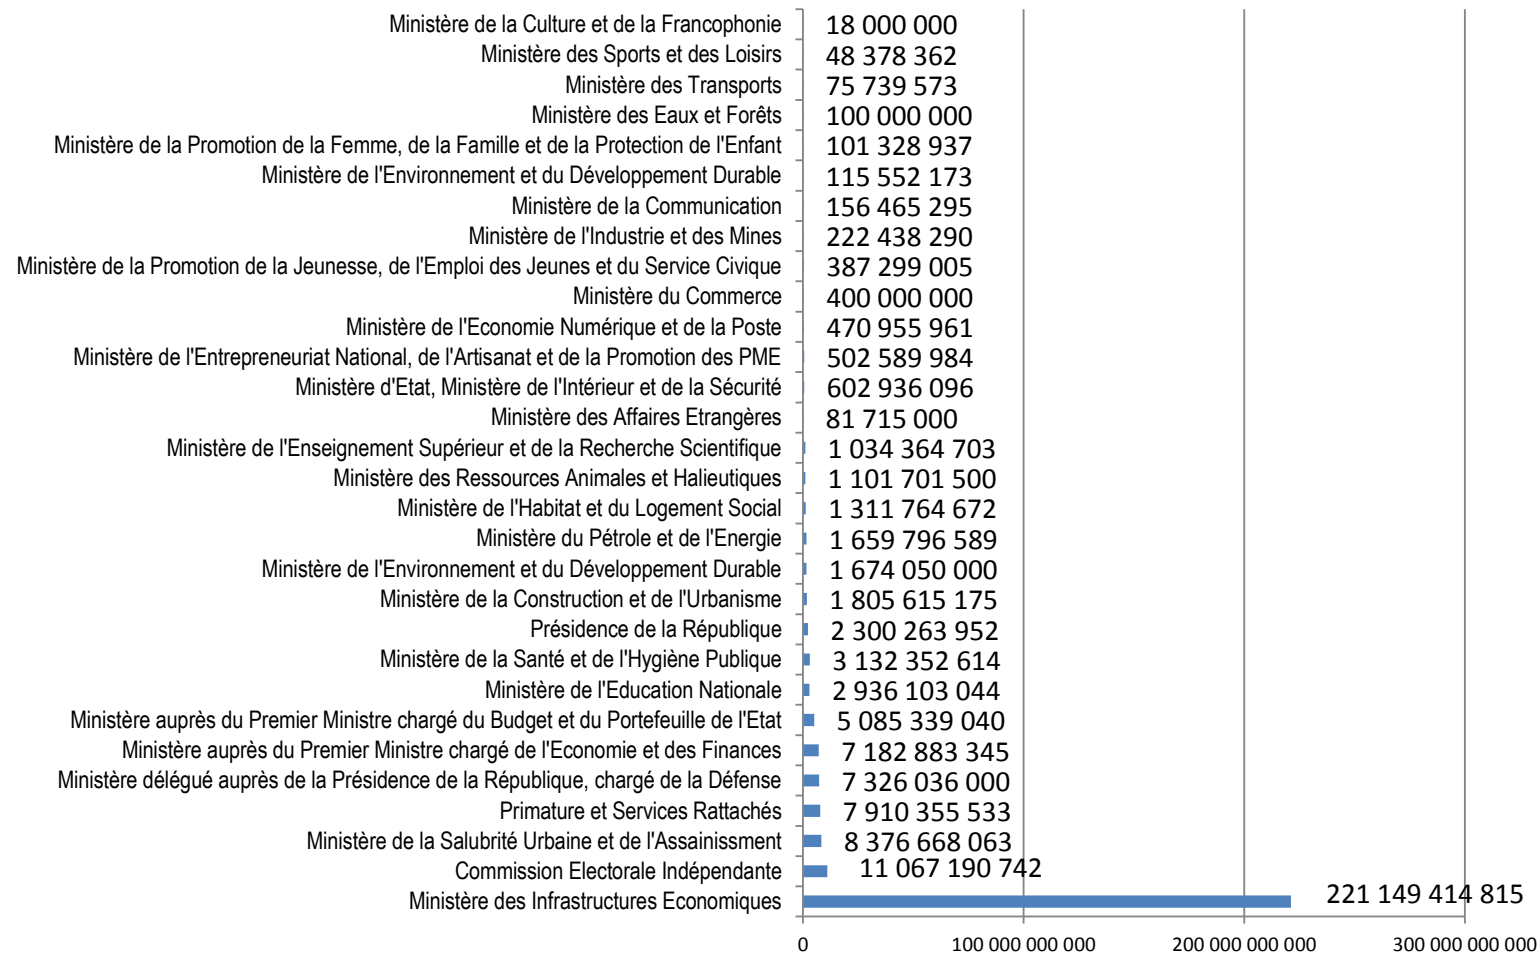 Ministère de la Culture et de la Francophonie 18 000 000
Ministère des Sports et des Loisirs 48 378 362
Ministère des Transports 75 739 573
Ministère des Eaux et Forêts 100 000 000
Ministère de la Promotion de la Femme, de la Famille et de la Protection de l'Enfant 101 328 937
Ministère de l'Environnement et du Développement Durable 115 552 173
Ministère de la Communication 156 465 295
Ministère de l'Industrie et des Mines 222 438 290
Ministère de la Promotion de la Jeunesse, de l'Emploi des Jeunes et du Service Civique 387 299 005
Ministère du Commerce 400 000 000
Ministère de l'Economie Numérique et de la Poste 470 955 961
Ministère de l'Entrepreneuriat National, de l'Artisanat et de la Promotion des PME 502 589 984
Ministère d'Etat, Ministère de l'Intérieur et de la Sécurité 602 936 096
Ministère des Affaires Etrangères 81 715 000
Ministère de l'Enseignement Supérieur et de la Recherche Scientifique 1 034 364 703
Ministère des Ressources Animales et Halieutiques 1 101 701 500
Ministère de l'Habitat et du Logement Social 1 311 764 672
Ministère du Pétrole et de l'Energie 1 659 796 589
Ministère de l'Environnement et du Développement Durable 1 674 050 000
Ministère de la Construction et de l'Urbanisme 1 805 615 175
Présidence de la République 2 300 263 952
Ministère de la Santé et de l'Hygiène Publique 3 132 352 614
Ministère de l'Education Nationale 2 936 103 044
Ministère auprès du Premier Ministre chargé du Budget et du Portefeuille de l'Etat 5 085 339 040
Ministère auprès du Premier Ministre chargé de l'Economie et des Finances 7 182 883 345
Ministère délégué auprès de la Présidence de la République, chargé de la Défense 7 326 036 000
Primature et Services Rattachés 7 910 355 533
Ministère de la Salubrité Urbaine et de l'Assainissment 8 376 668 063
Commission Electorale Indépendante 11 067 190 742
Ministère des Infrastructures Economiques 221 149 414 815
0 100 000 000 000 200 000 000 000 300 000 000 000